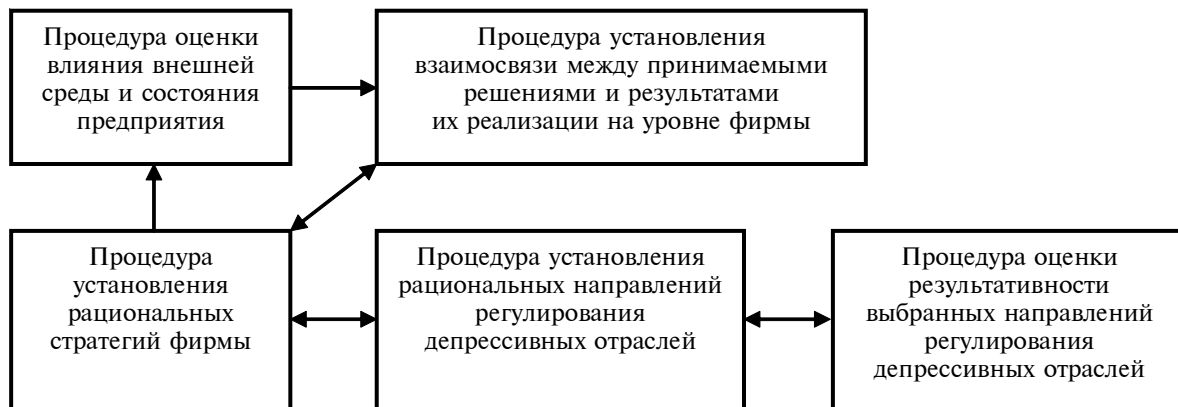 Процедура оценки
влияния внешней
среды и состояния
предприятия
Процедура установления
взаимосвязи между принимаемыми
решениями и результатами
их реализации на уровне фирмы
Процедура
установления
рациональных
стратегий фирмы
Процедура установления
рациональных направлений
регулирования
депрессивных отраслей
Процедура оценки
результативности
выбранных направлений
регулирования
депрессивных отраслей